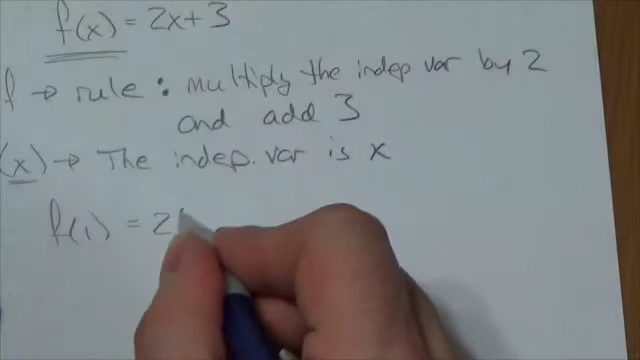 f(x) = 2x+3
f → rule: multiply the indep var by 2
and add 3
(x) → The indep. var is x
f(1) = 2